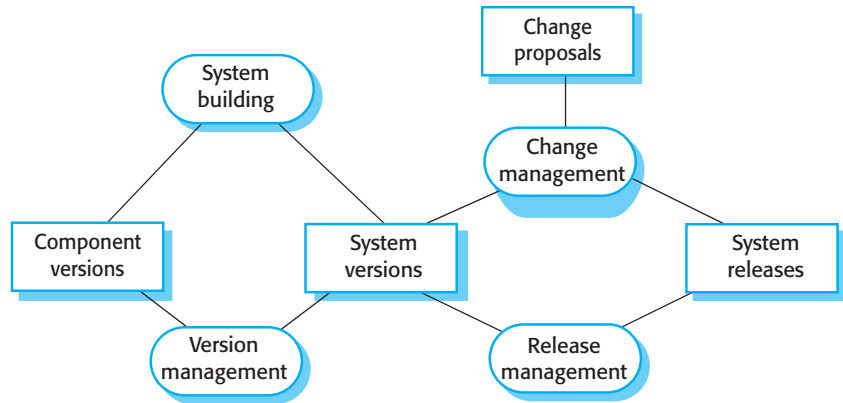 Change
proposals
System
building
Change
management
Component
versions
System
versions
System
releases
Version
management
Release
management